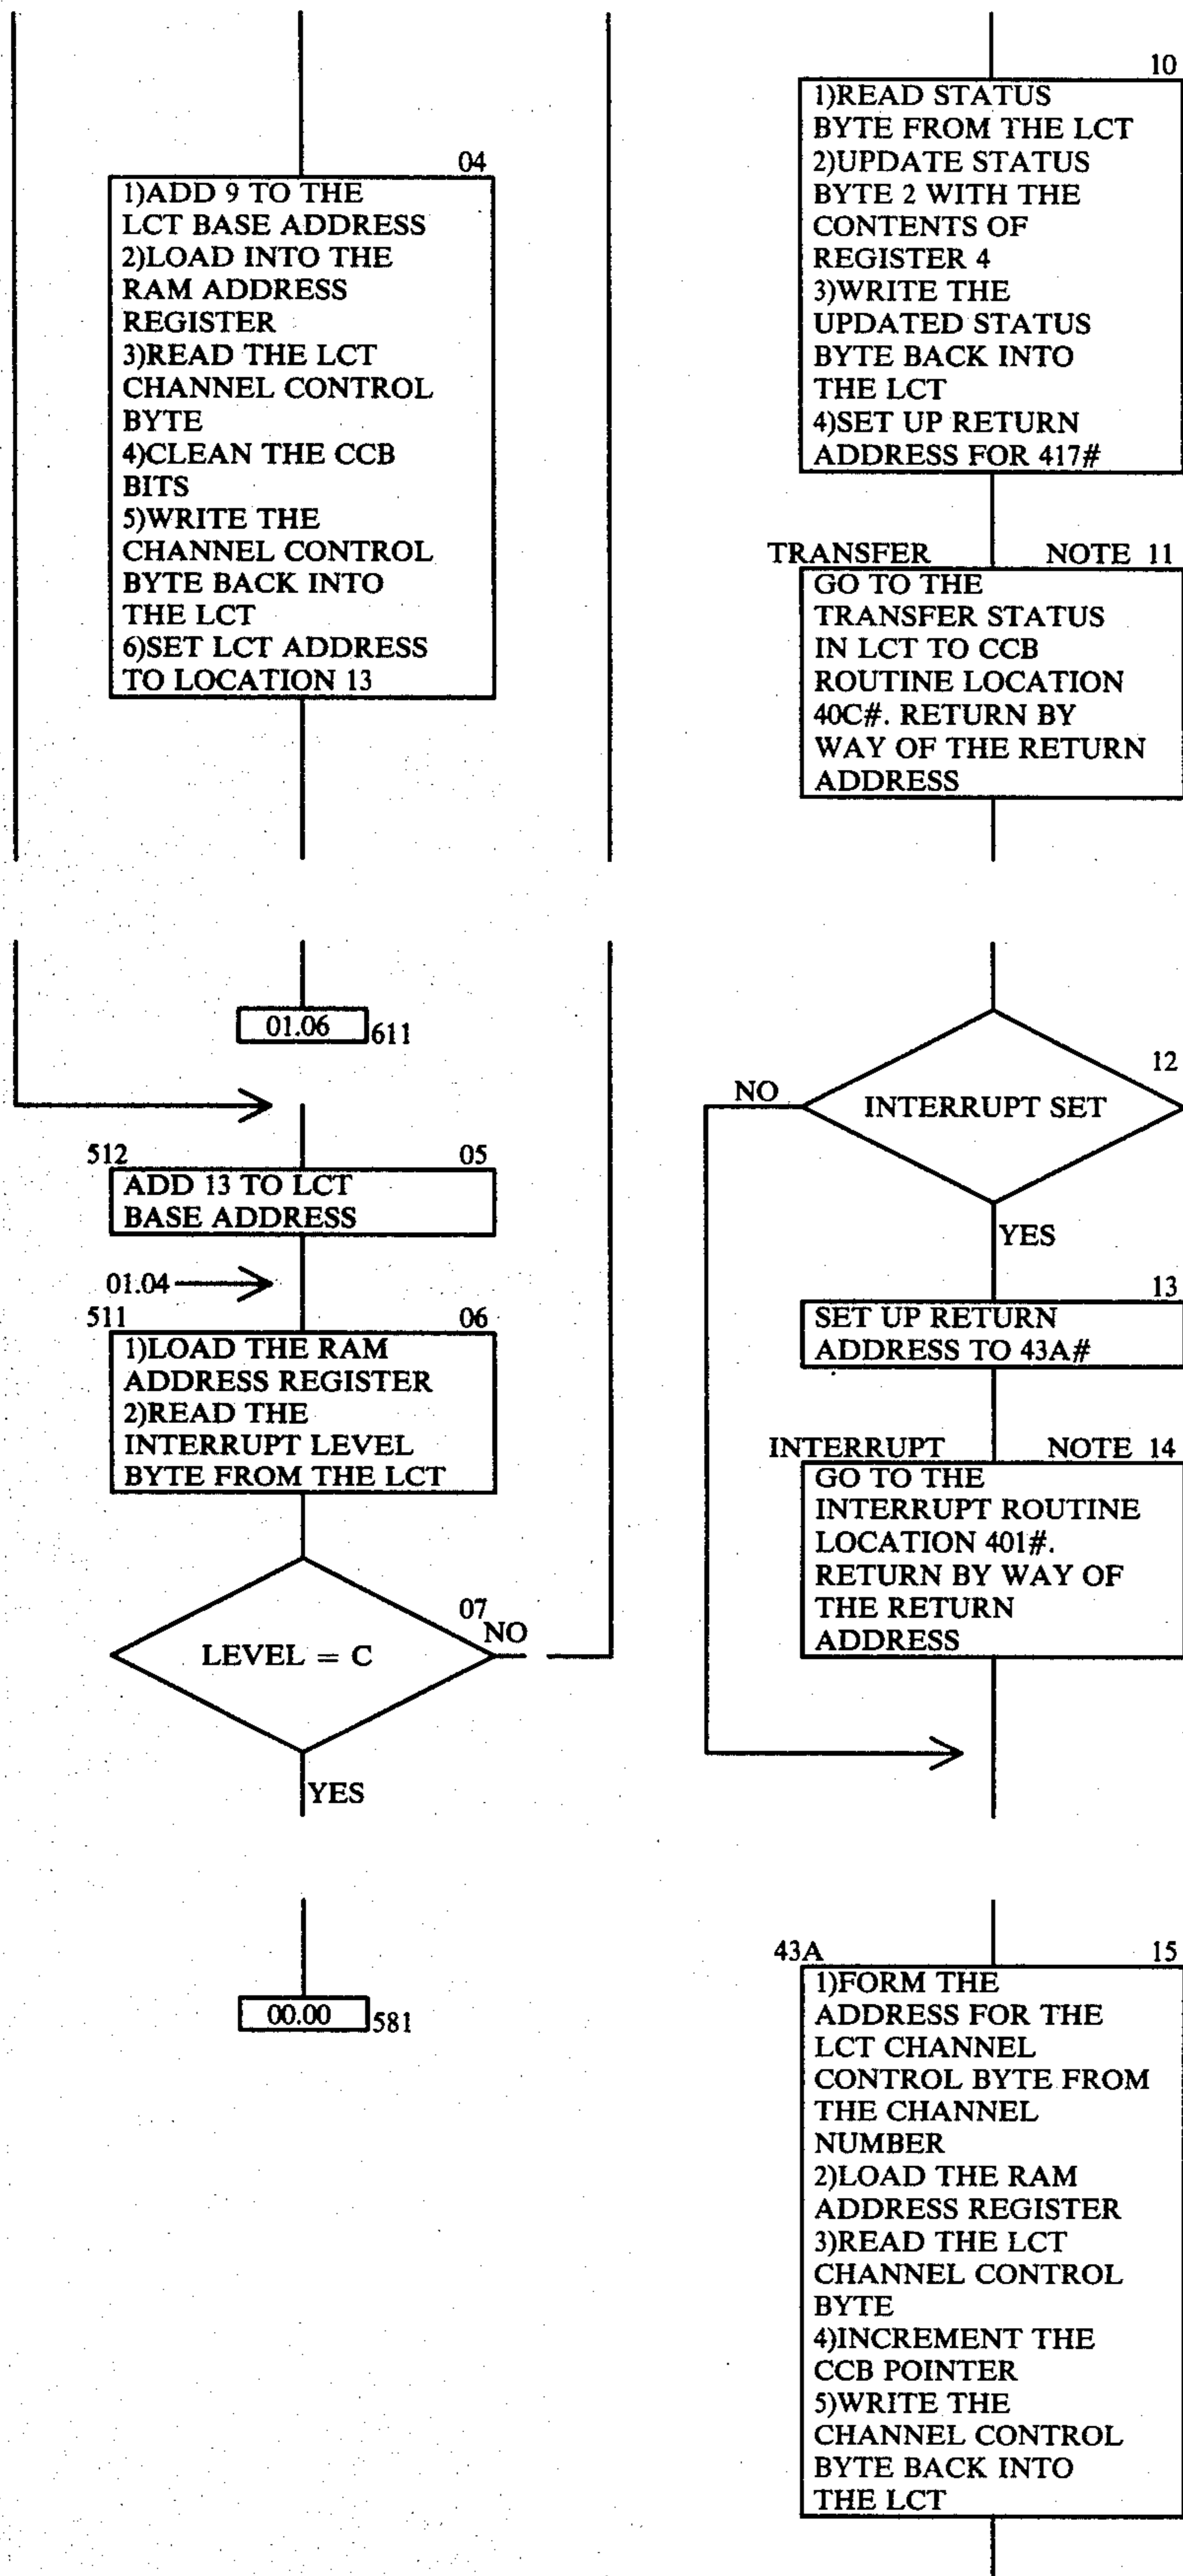 04
1)ADD 9 TO THE
LCT BASE ADDRESS
2)LOAD INTO THE
RAM ADDRESS
REGISTER
3)READ THE LCT
CHANNEL CONTROL
BYTE
4)CLEAN THE CCB
BITS
5)WRITE THE
CHANNEL CONTROL
BYTE BACK INTO
THE LCT
6)SET LCT ADDRESS
TO LOCATION 13
01.06
611
512 05
ADD 13 TO LCT
BASE ADDRESS
01.04
511 06
1)LOAD THE RAM
ADDRESS REGISTER
2)READ THE
INTERRUPT LEVEL
BYTE FROM THE LCT
07
NO
LEVEL = C
YES
00.00
581
10
1)READ STATUS
BYTE FROM THE LCT
2)UPDATE STATUS
BYTE 2 WITH THE
CONTENTS OF
REGISTER 4
3)WRITE THE
UPDATED STATUS
BYTE BACK INTO
THE LCT
4)SET UP RETURN
ADDRESS FOR 417#
TRANSFER NOTE 11
GO TO THE
TRANSFER STATUS
IN LCT TO CCB
ROUTINE LOCATION
40C#. RETURN BY
WAY OF THE RETURN
ADDRESS
12
NO
INTERRUPT SET
YES
13
SET UP RETURN
ADDRESS TO 43A#
INTERRUPT NOTE 14
GO TO THE
INTERRUPT ROUTINE
LOCATION 401#.
RETURN BY WAY OF
THE RETURN
ADDRESS
43A 15
1)FORM THE
ADDRESS FOR THE
LCT CHANNEL
CONTROL BYTE FROM
THE CHANNEL
NUMBER
2)LOAD THE RAM
ADDRESS REGISTER
3)READ THE LCT
CHANNEL CONTROL
BYTE
4)INCREMENT THE
CCB POINTER
5)WRITE THE
CHANNEL CONTROL
BYTE BACK INTO
THE LCT